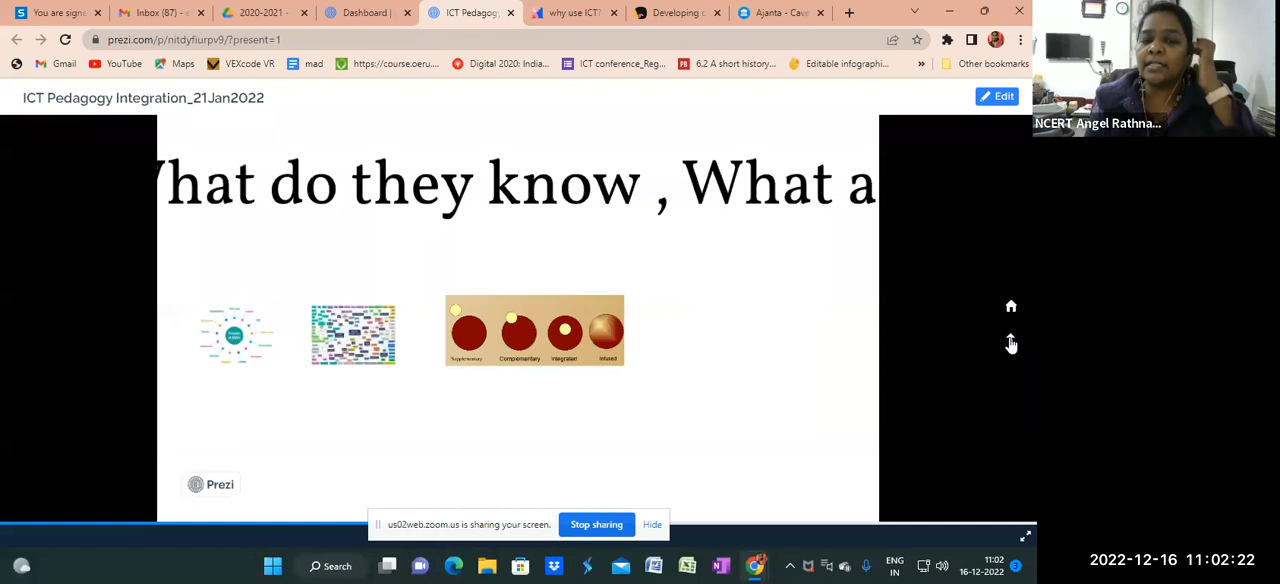 You are signe
Inbox (87) -
2020-2021 -
Dashboard |
ICT Pedagog
why use ICT?
Developing c
Ajanta - Cav
prezi.com/p/nitdyfiurpv9/?present=1
Gmail
YouTube
Maps
VEXcode VR
mad
https://course.oeru....
Digital 2020: India...
ICT conference_Reg...
6.2 A short history...
Editable infographi...
»
Other bookmarks
ICT Pedagogy Integration_21Jan2022
Edit
NCERT Angel Rathna...
What do they know , What a
Supplementary
Complementary
Integrated
Infused
Prezi
us02web.zoom.us is sharing your screen.
Stop sharing
Hide
Search
ENG
IN
11:02
16-12-2022
3
2022-12-16 11:02:22